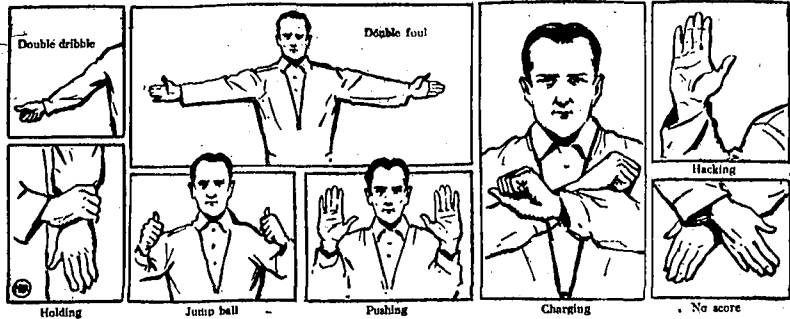 Double dribble
Double foul
Hacking
Holding
Jump ball
Pushing
Charging
No score